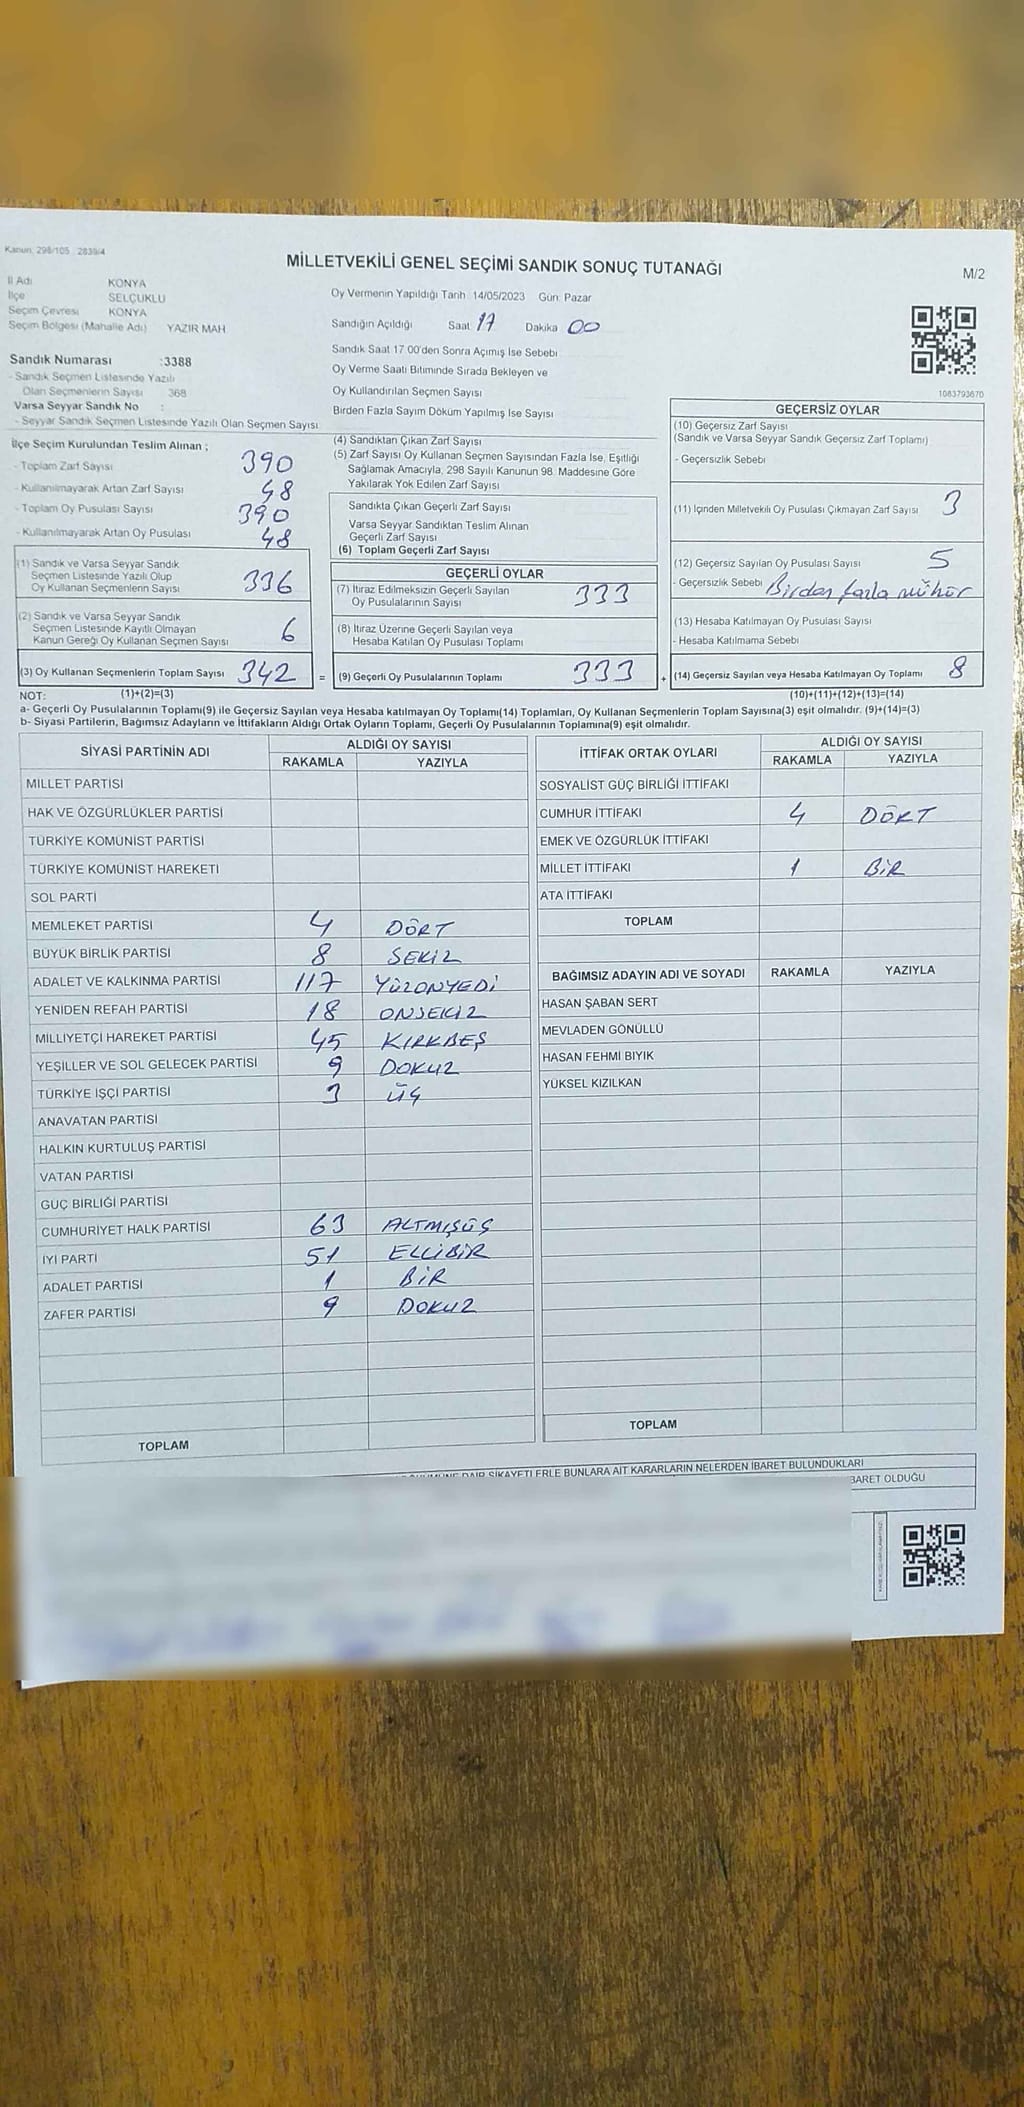 Kanun: 298/105 : 2839/4
MİLLETVEKİLİ GENEL SEÇİMİ SANDIK SONUÇ TUTANAĞI
M/2
İl Adı KONYA
İlçe SELÇUKLU
Seçim Çevresi KONYA
Seçim Bölgesi (Mahalle Adı) YAZIR MAH
Sandık Numarası :3388
- Sandık Seçmen Listesinde Yazılı
Olan Seçmenlerin Sayısı 368
Varsa Seyyar Sandık No :
- Seyyar Sandık Seçmen Listesinde Yazılı Olan Seçmen Sayısı
Oy Vermenin Yapıldığı Tarih 14/05/2023 Gün: Pazar
Sandığın Açıldığı Saat 17 Dakika 00
Sandık Saat 17.00'den Sonra Açımış İse Sebebi
Oy Verme Saati Bitiminde Sırada Bekleyen ve
Oy Kullandırılan Seçmen Sayısı
Birden Fazla Sayım Döküm Yapılmış İse Sayısı
1063793670
İlçe Seçim Kurulundan Teslim Alınan ;
- Toplam Zarf Sayısı 390
- Kullanılmayarak Artan Zarf Sayısı 48
- Toplam Oy Pusulası Sayısı 390
- Kullanılmayarak Artan Oy Pusulası 48
(1) Sandık ve Varsa Seyyar Sandık
Seçmen Listesinde Yazılı Olup
Oy Kullanan Seçmenlerin Sayısı 336
(2) Sandık ve Varsa Seyyar Sandık
Seçmen Listesinde Kayıtlı Olmayan
Kanun Gereği Oy Kullanan Seçmen Sayısı 6
(3) Oy Kullanan Seçmenlerin Toplam Sayısı 342 =
(4) Sandıktan Çıkan Zarf Sayısı
(5) Zarf Sayısı Oy Kullanan Seçmen Sayısından Fazla İse, Eşitliği
Sağlamak Amacıyla, 298 Sayılı Kanunun 98. Maddesine Göre
Yakılarak Yok Edilen Zarf Sayısı
Sandıkta Çıkan Geçerli Zarf Sayısı
Varsa Seyyar Sandıktan Teslim Alınan
Geçerli Zarf Sayısı
(6) Toplam Geçerli Zarf Sayısı
GEÇERLİ OYLAR
(7) İtiraz Edilmeksizin Geçerli Sayılan
Oy Pusulalarının Sayısı 333
(8) İtiraz Üzerine Geçerli Sayılan veya
Hesaba Katılan Oy Pusulası Toplamı
(9) Geçerli Oy Pusulalarının Toplamı 333 +
GEÇERSİZ OYLAR
(10) Geçersiz Zarf Sayısı
(Sandık ve Varsa Seyyar Sandık Geçersiz Zarf Toplamı)
- Geçersizlik Sebebi
(11) İçinden Milletvekili Oy Pusulası Çıkmayan Zarf Sayısı 3
(12) Geçersiz Sayılan Oy Pusulası Sayısı 5
- Geçersizlik Sebebi Birden fazla mühür
(13) Hesaba Katılmayan Oy Pusulası Sayısı
- Hesaba Katılmama Sebebi
(14) Geçersiz Sayılan veya Hesaba Katılmayan Oy Toplamı 8
NOT: (1)+(2)=(3) (10)+(11)+(12)+(13)=(14)
a- Geçerli Oy Pusulalarının Toplamı(9) ile Geçersiz Sayılan veya Hesaba katılmayan Oy Toplamı(14) Toplamları, Oy Kullanan Seçmenlerin Toplam Sayısına(3) eşit olmalıdır. (9)+(14)=(3)
b- Siyasi Partilerin, Bağımsız Adayların ve İttifakların Aldığı Ortak Oyların Toplamı, Geçerli Oy Pusulalarının Toplamına(9) eşit olmalıdır.
SİYASİ PARTİNİN ADI ALDIĞI OY SAYISI
RAKAMLA YAZIYLA
MİLLET PARTİSİ
HAK VE ÖZGÜRLÜKLER PARTİSİ
TÜRKİYE KOMÜNİST PARTİSİ
TÜRKİYE KOMÜNİST HAREKETİ
SOL PARTİ
MEMLEKET PARTİSİ 4 DÖRT
BÜYÜK BİRLİK PARTİSİ 8 SEKİZ
ADALET VE KALKINMA PARTİSİ 117 YÜZONYEDİ
YENİDEN REFAH PARTİSİ 18 ONSEKİZ
MİLLİYETÇİ HAREKET PARTİSİ 45 KIRKBEŞ
YEŞİLLER VE SOL GELECEK PARTİSİ 9 DOKUZ
TÜRKİYE İŞÇİ PARTİSİ 3 ÜÇ
ANAVATAN PARTİSİ
HALKIN KURTULUŞ PARTİSİ
VATAN PARTİSİ
GÜÇ BİRLİĞİ PARTİSİ
CUMHURİYET HALK PARTİSİ 63 ALTMIŞÜÇ
İYİ PARTİ 51 ELLİBİR
ADALET PARTİSİ 1 BİR
ZAFER PARTİSİ 9 DOKUZ
TOPLAM
İTTİFAK ORTAK OYLARI ALDIĞI OY SAYISI
RAKAMLA YAZIYLA
SOSYALİST GÜÇ BİRLİĞİ İTTİFAKI
CUMHUR İTTİFAKI 4 DÖRT
EMEK VE ÖZGÜRLÜK İTTİFAKI
MİLLET İTTİFAKI 1 BİR
ATA İTTİFAKI
TOPLAM
BAĞIMSIZ ADAYIN ADI VE SOYADI RAKAMLA YAZIYLA
HASAN ŞABAN SERT
MEVLADEN GÖNÜLLÜ
HASAN FEHMİ BIYIK
YÜKSEL KIZILKAN
TOPLAM
DAİR ŞİKAYETLERLE BUNLARA AİT KARARLARIN NELERDEN İBARET BULUNDUKLARI
BARET OLDUĞU